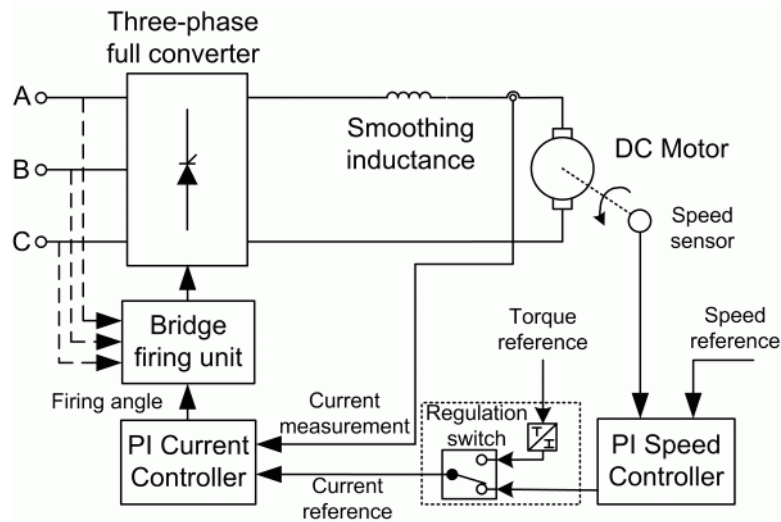 Three-phase
full converter
A
B
C
Smoothing
inductance
DC Motor
Speed
sensor
Bridge
firing unit
Torque
reference
Speed
reference
Firing angle
Current
measurement
Regulation
switch
T
I
PI Current
Controller
Current
reference
PI Speed
Controller